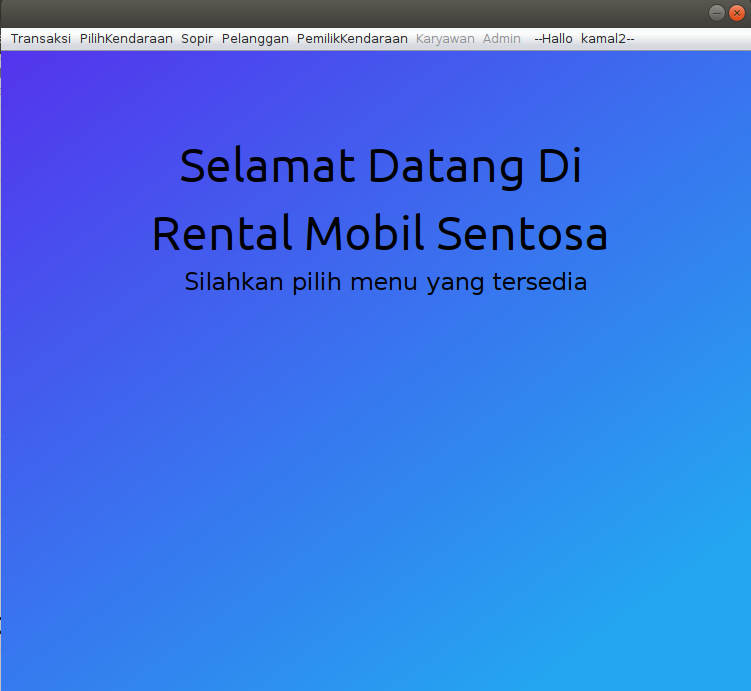 Transaksi PilihKendaraan Sopir Pelanggan PemilikKendaraan Karyawan Admin --Hallo kamal2--
Selamat Datang Di
Rental Mobil Sentosa
Silahkan pilih menu yang tersedia